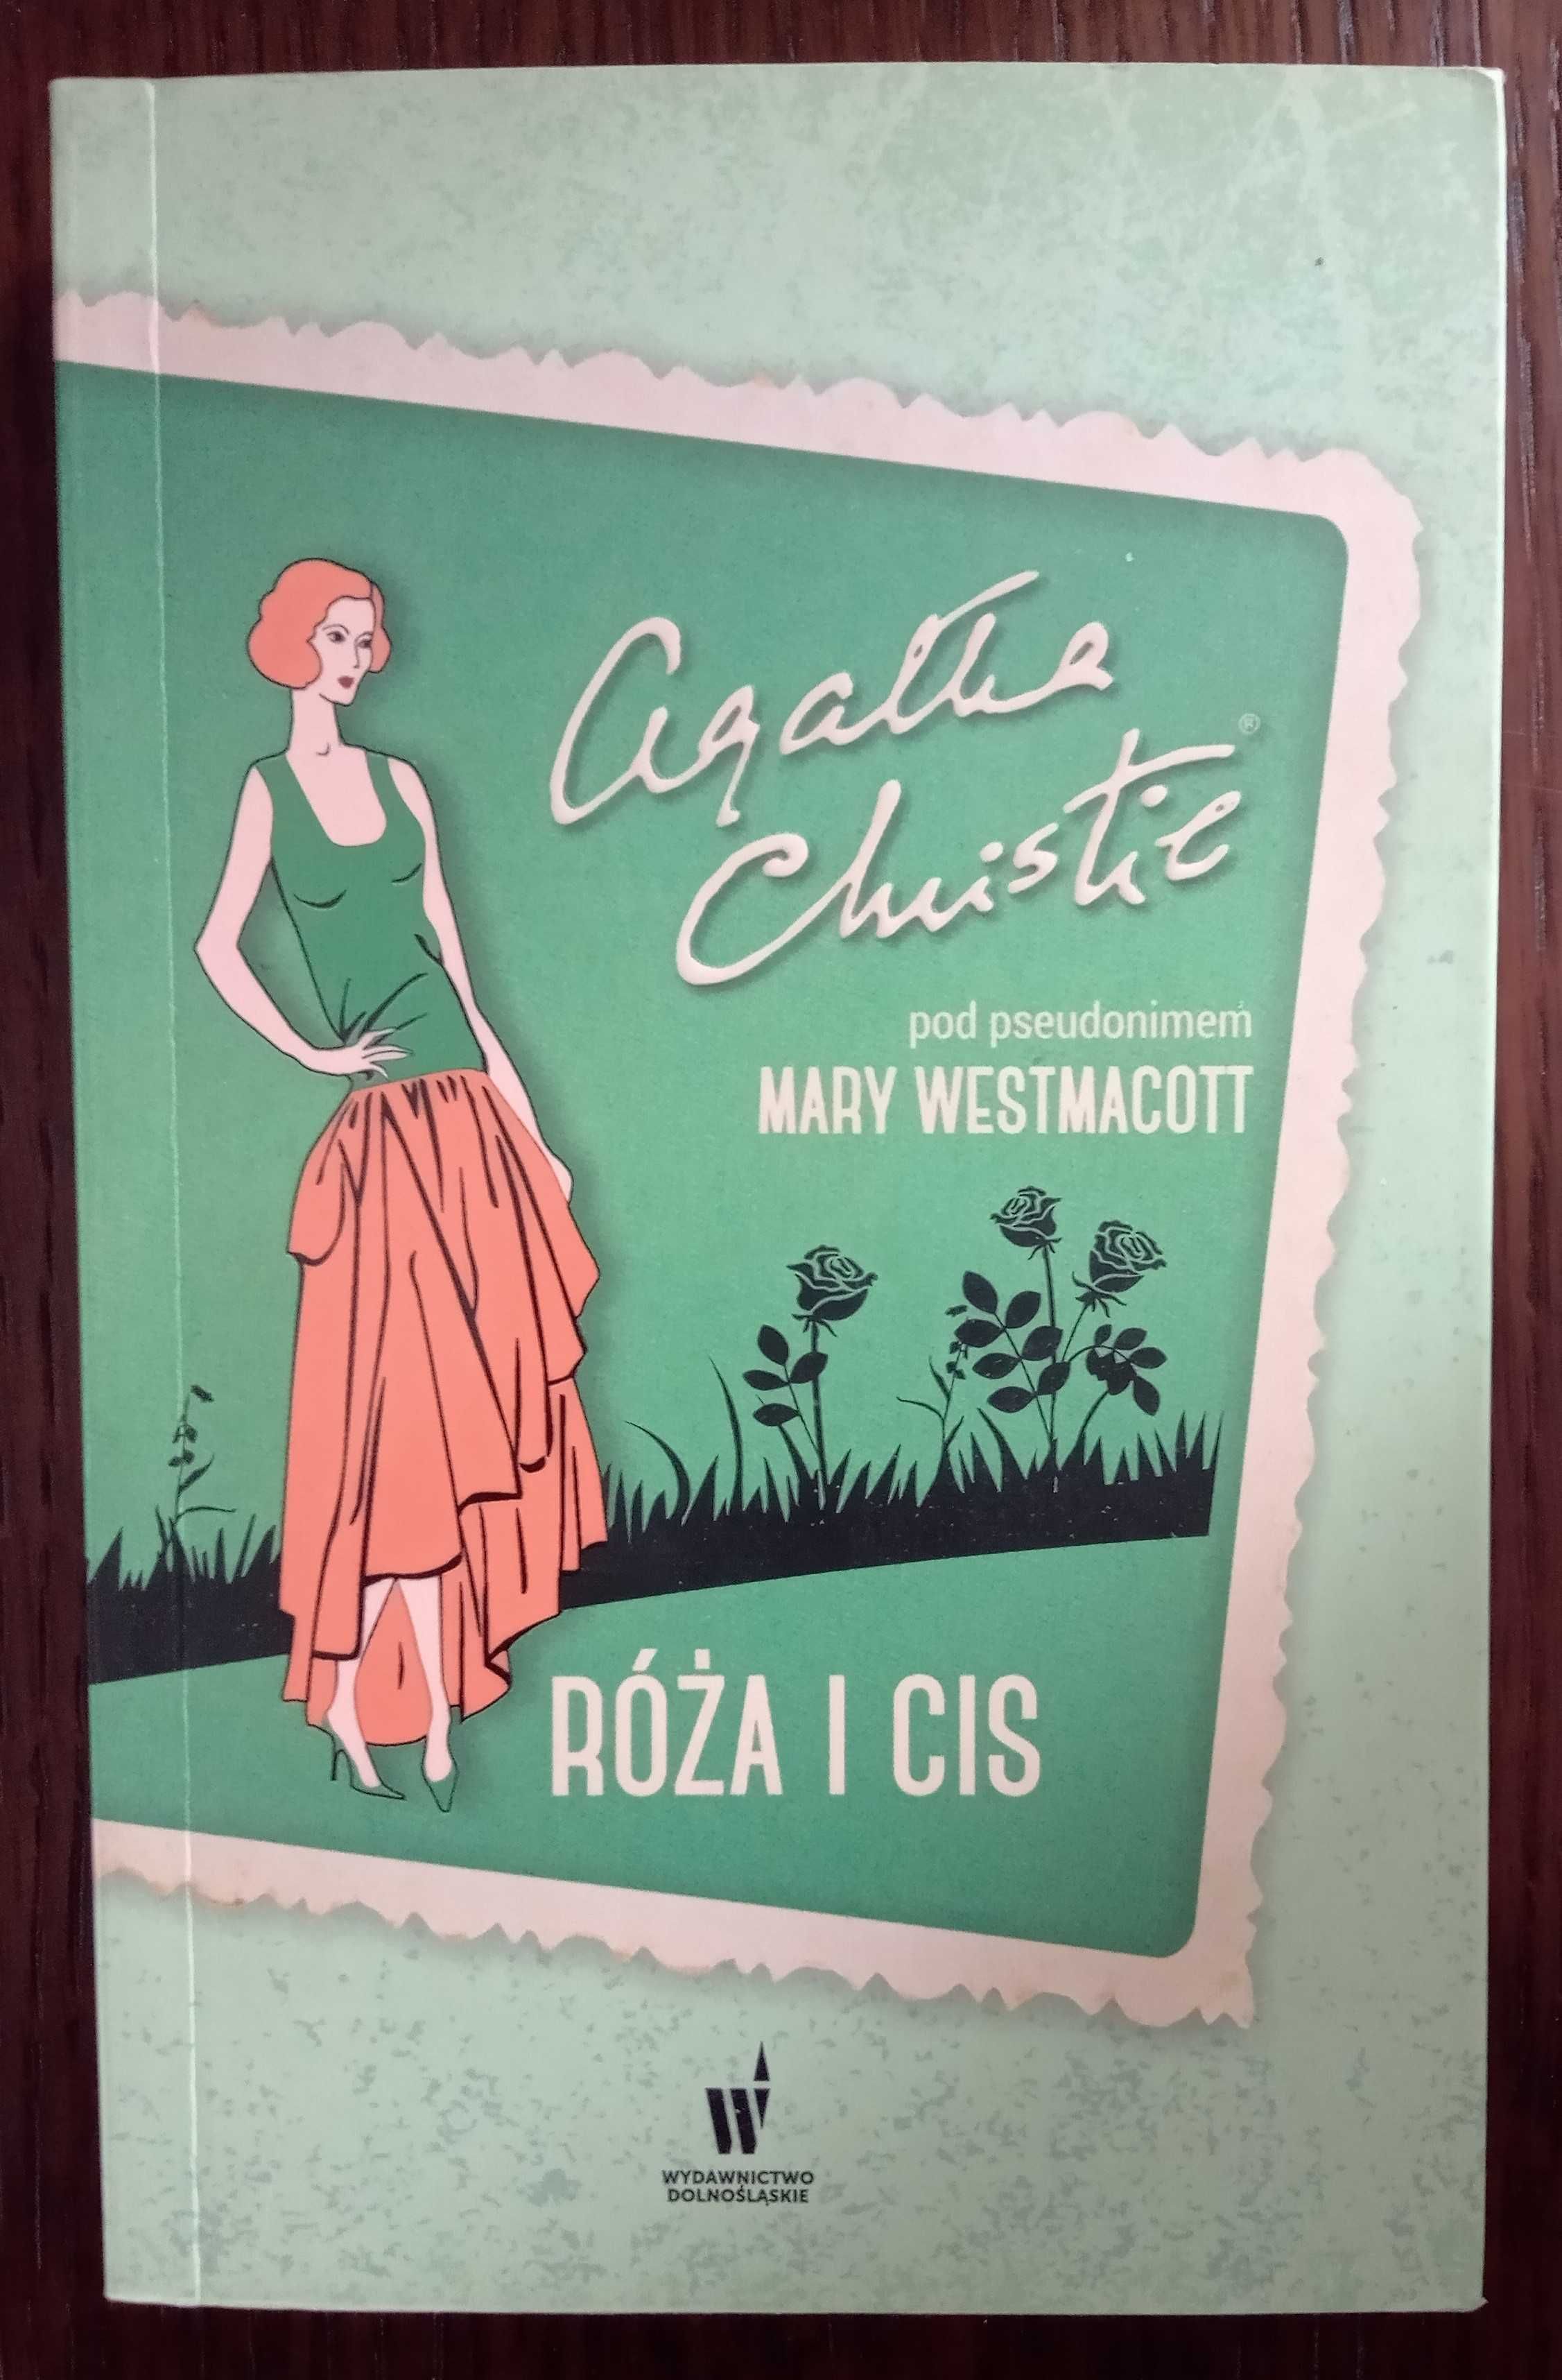 Agatha
Christie®
pod pseudonimem
MARY WESTMACOTT
RÓŻA I CIS
W
WYDAWNICTWO
DOLNOŚLĄSKIE